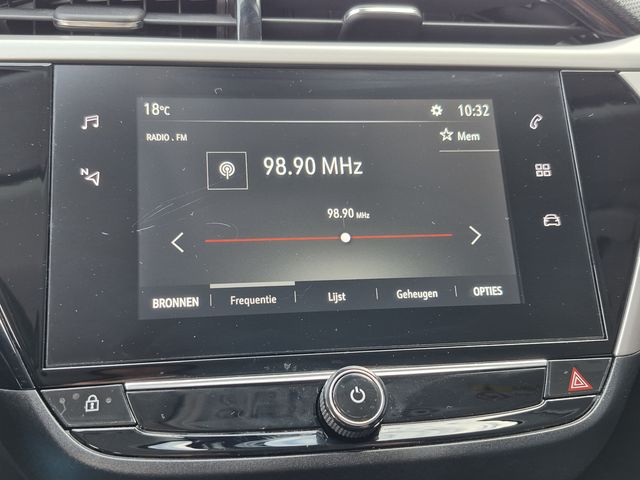 18°C 10:32
RADIO . FM Mem
98.90 MHz
98.90 MHz
BRONNEN Frequentie Lijst Geheugen OPTIES
N